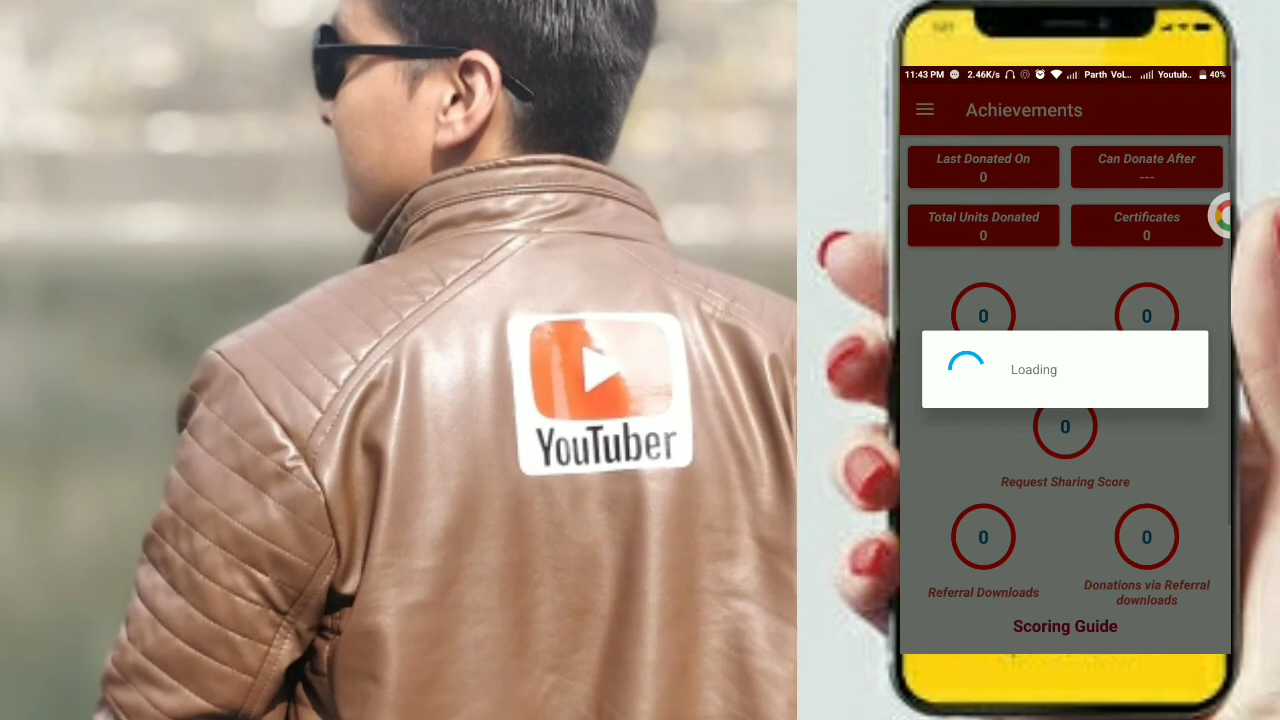 YouTuber
11:43 PM 2.46K/s Parth VoL.. Youtub.. 40%
Achievements
Last Donated On
0
Can Donate After
---
Total Units Donated
0
Certificates
0
0
0
Loading
0
Request Sharing Score
0
0
Referral Downloads
Donations via Referral
downloads
Scoring Guide